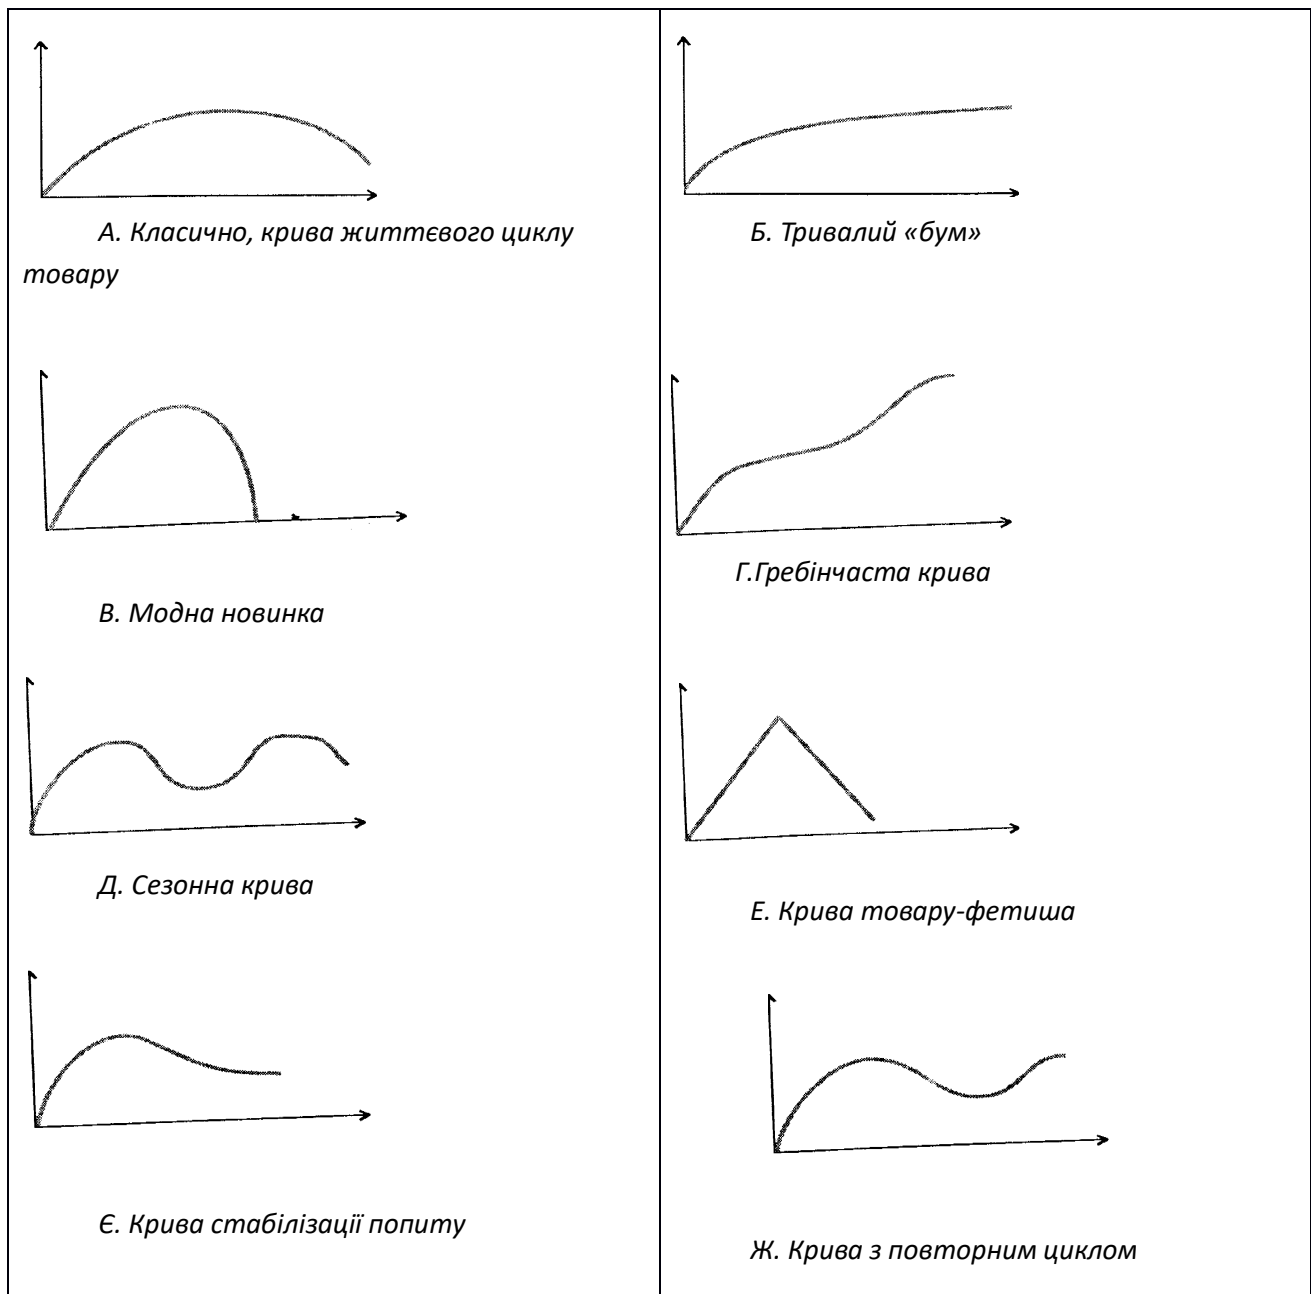 А. Класично, крива життєвого циклу
товару
Б. Тривалий «бум»
В. Модна новинка
Г.Гребінчаста крива
Д. Сезонна крива
Е. Крива товару-фетиша
Є. Крива стабілізації попиту
Ж. Крива з повторним циклом